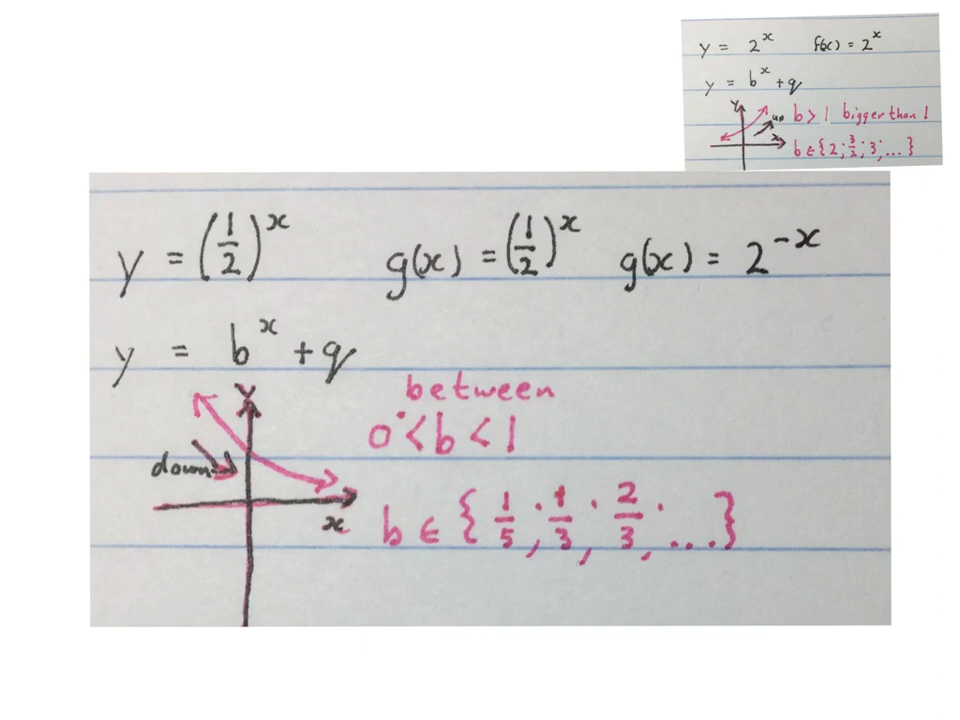 y = 2^x f(x) = 2^x
y = b^x + q
y
up b > 1 bigger than 1
x b ∈ {2; 3/2; 3; ...}
y = (1/2)^x g(x) = (1/2)^x g(x) = 2^-x
y = b^x + q
y between
0 < b < 1
down
x b ∈ {1/5; 1/3; 2/3; ...}